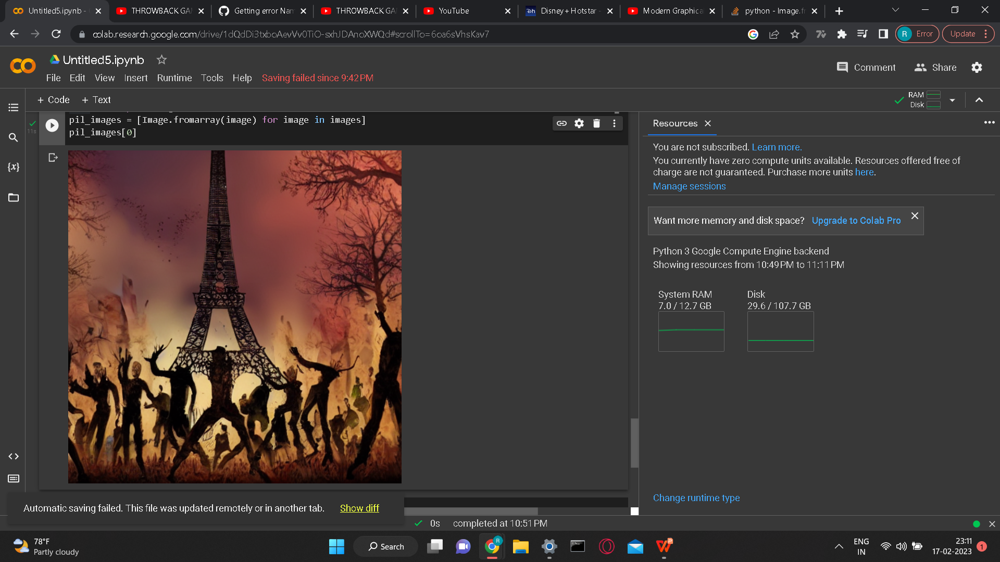 Untitled5.ipynb -
THROWBACK GA
Getting error Nam
THROWBACK GA
YouTube
Disney+ Hotstar -
Modern Graphica
python - Image.fr
colab.research.google.com/drive/1dQdDi3txboAevVv0TiO-sxhJDAnoXWQd#scrollTo=6oa6sVhsKav7
R Error
Update
Untitled5.ipynb
File Edit View Insert Runtime Tools Help Saving failed since 9:42 PM
Comment
Share
+ Code + Text
RAM
Disk
11s
pil_images = [Image.fromarray(image) for image in images]
pil_images[0]
{x}
Resources
You are not subscribed. Learn more.
You currently have zero compute units available. Resources offered free of
charge are not guaranteed. Purchase more units here.
Manage sessions
Want more memory and disk space? Upgrade to Colab Pro
Python 3 Google Compute Engine backend
Showing resources from 10:49 PM to 11:11 PM
System RAM
7.0 / 12.7 GB
Disk
29.6 / 107.7 GB
Change runtime type
Automatic saving failed. This file was updated remotely or in another tab. Show diff
0s completed at 10:51 PM
78°F
Partly cloudy
Search
ENG
IN
23:11
17-02-2023
1